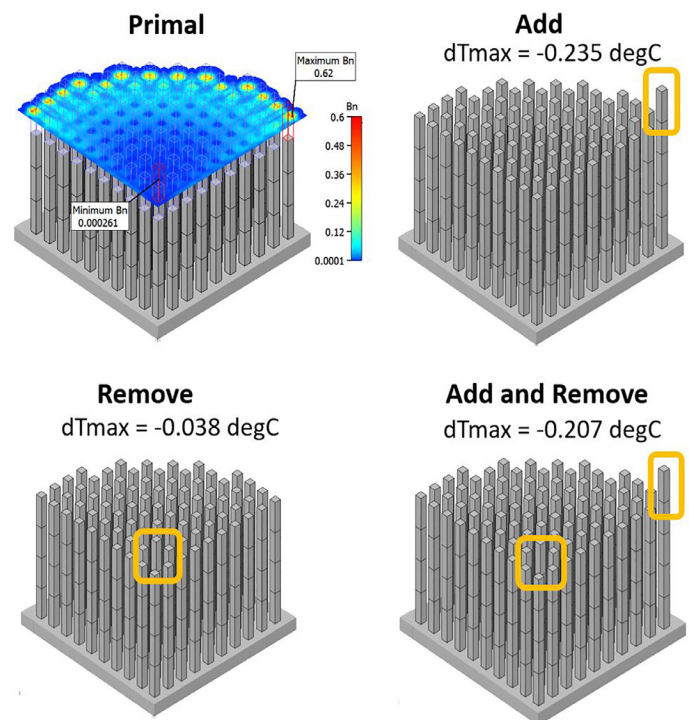 Primal
Maximum Bn
0.62
Bn
0.6
0.48
0.36
0.24
0.12
0.0001
Minimum Bn
0.000261
Add
dTmax = -0.235 degC
Remove
dTmax = -0.038 degC
Add and Remove
dTmax = -0.207 degC